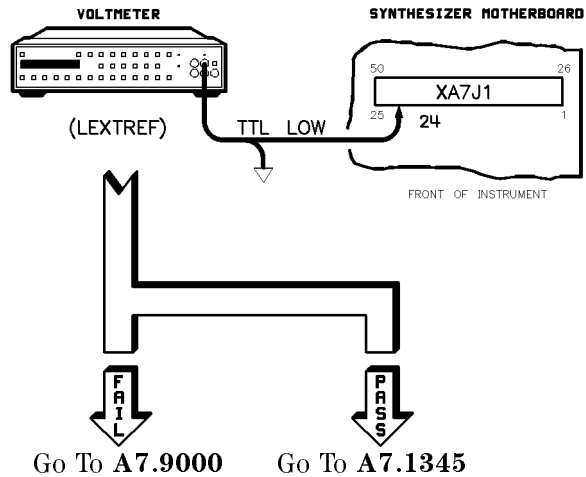 VOLTMETER
SYNTHESIZER MOTHERBOARD
50 26
XA7J1
25 24 1
(LEXTREF) TTL LOW
FRONT OF INSTRUMENT
FAIL
PASS
Go To A7.9000 Go To A7.1345